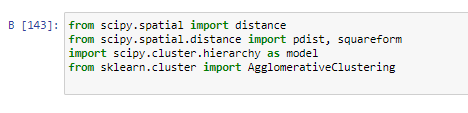 В [143]: from scipy.spatial import distance
from scipy.spatial.distance import pdist, squareform
import scipy.cluster.hierarchy as model
from sklearn.cluster import AgglomerativeClustering